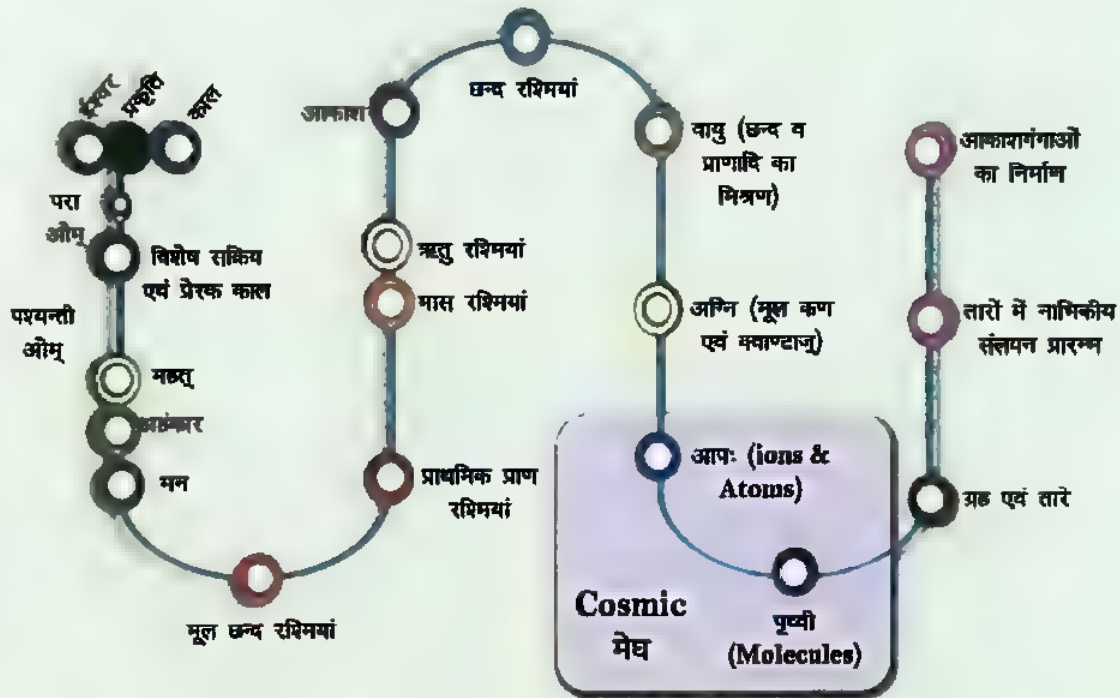 ईश्वर
प्रकृति
काल
परा
ओम्
विशेष सक्रिय
एवं प्रेरक काल
पश्यन्ती
ओम्
महत्
अहंकार
मन
मूल छन्द रश्मियां
प्राथमिक प्राण
रश्मियां
मास रश्मियां
ऋतु रश्मियां
आकाश
छन्द रश्मियां
वायु (छन्द व
प्राणादि का
मिश्रण)
अग्नि (मूल कण
एवं क्वाण्टाज्)
आपः (ions &
Atoms)
Cosmic
मेघ
पृथ्वी
(Molecules)
ग्रह एवं तारे
तारों में नाभिकीय
संलयन प्रारम्भ
आकाशगंगाओं
का निर्माण